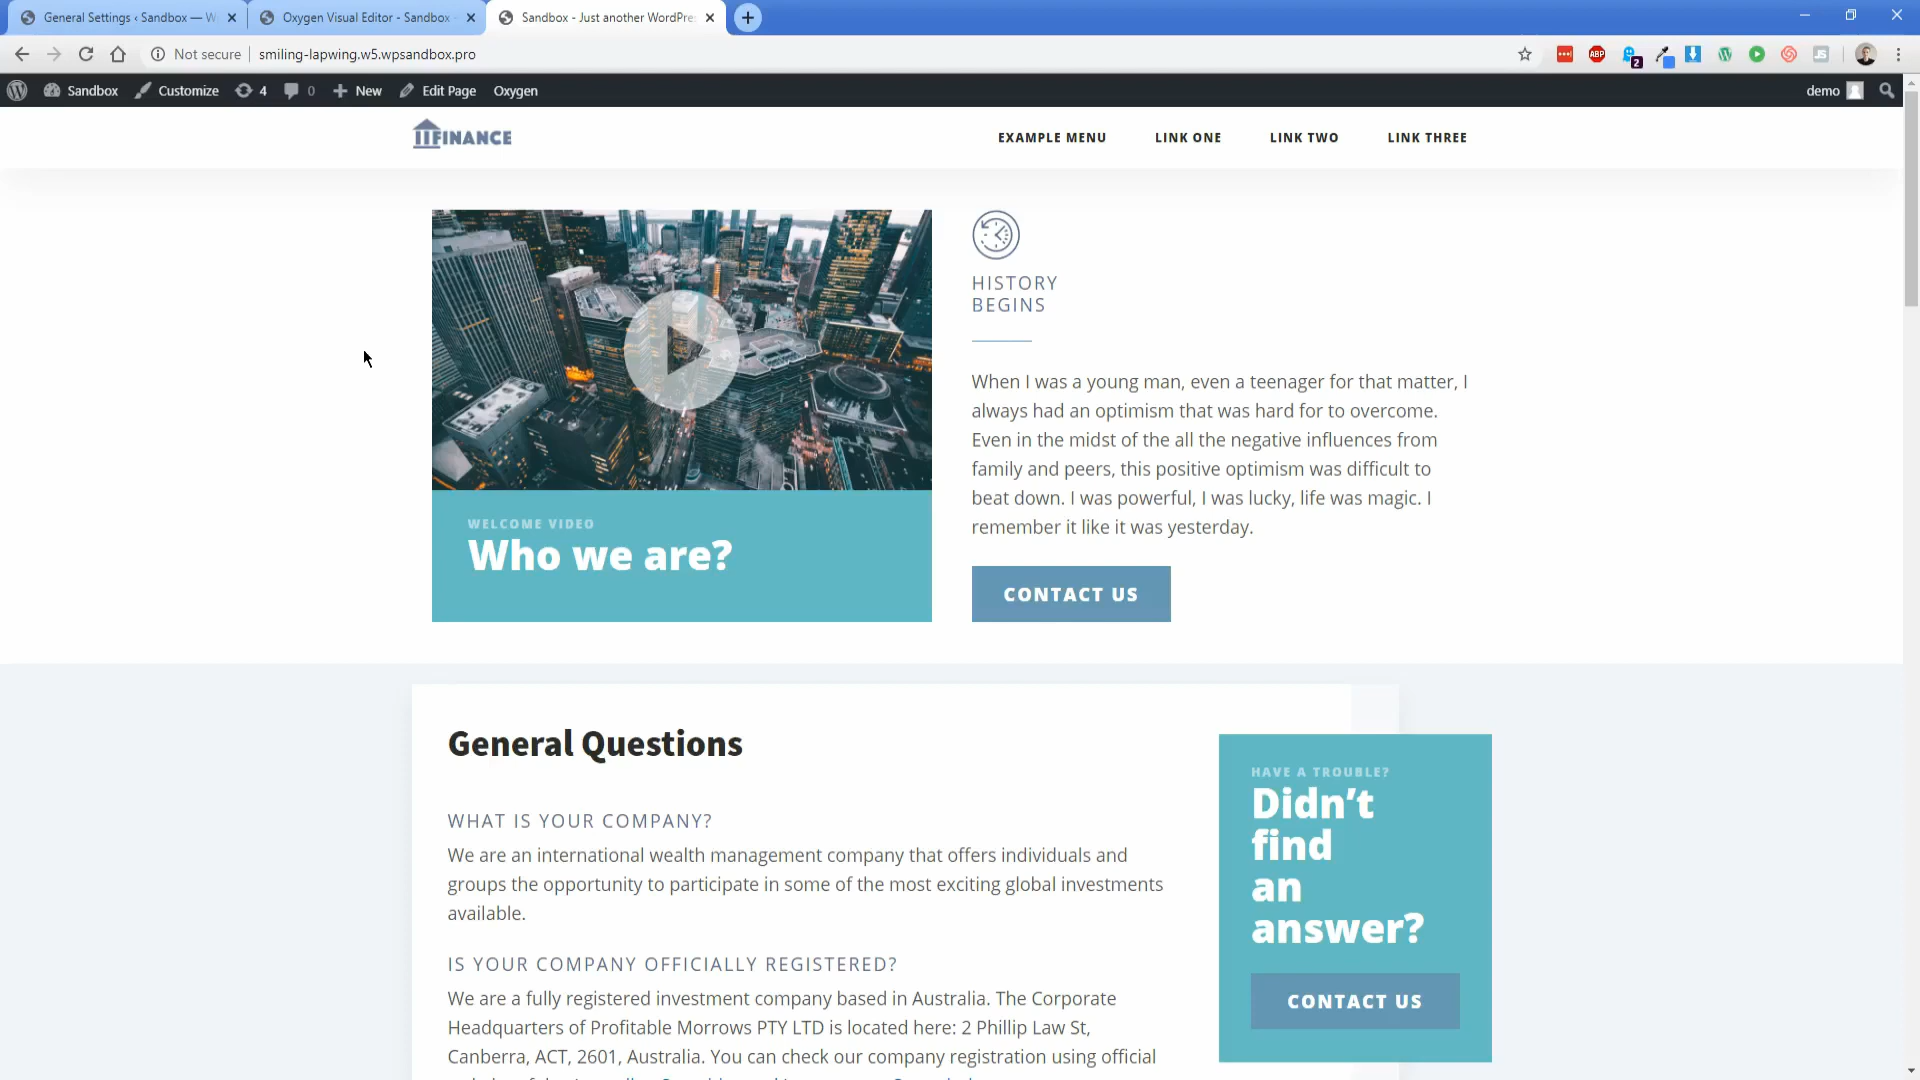 General Settings ‹ Sandbox — W
Oxygen Visual Editor - Sandbox
Sandbox - Just another WordPre
Not secure
smiling-lapwing.w5.wpsandbox.pro
ABP
2
JS
Sandbox
Customize
4
0
New
Edit Page
Oxygen
demo
FINANCE
EXAMPLE MENU
LINK ONE
LINK TWO
LINK THREE
WELCOME VIDEO
Who we are?
HISTORY
BEGINS
When I was a young man, even a teenager for that matter, I
always had an optimism that was hard for to overcome.
Even in the midst of the all the negative influences from
family and peers, this positive optimism was difficult to
beat down. I was powerful, I was lucky, life was magic. I
remember it like it was yesterday.
CONTACT US
General Questions
WHAT IS YOUR COMPANY?
We are an international wealth management company that offers individuals and
groups the opportunity to participate in some of the most exciting global investments
available.
IS YOUR COMPANY OFFICIALLY REGISTERED?
We are a fully registered investment company based in Australia. The Corporate
Headquarters of Profitable Morrows PTY LTD is located here: 2 Phillip Law St,
Canberra, ACT, 2601, Australia. You can check our company registration using official
HAVE A TROUBLE?
Didn’t
find
an
answer?
CONTACT US